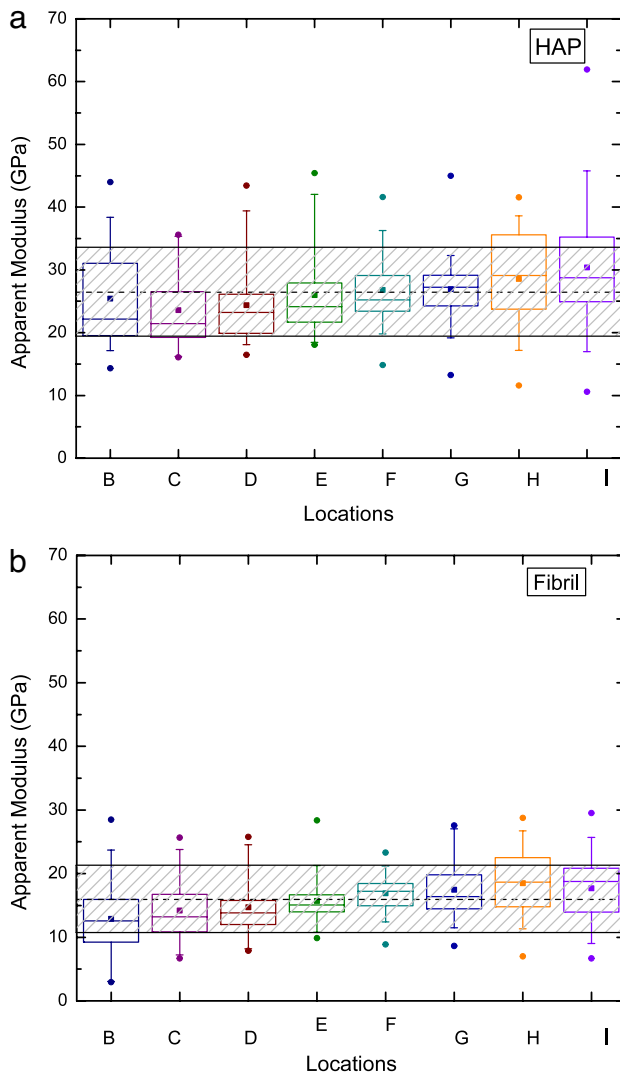 a
HAP
70
60
50
40
30
20
10
0
Apparent Modulus (GPa)
B C D E F G H I
Locations
b
Fibril
70
60
50
40
30
20
10
0
Apparent Modulus (GPa)
B C D E F G H I
Locations